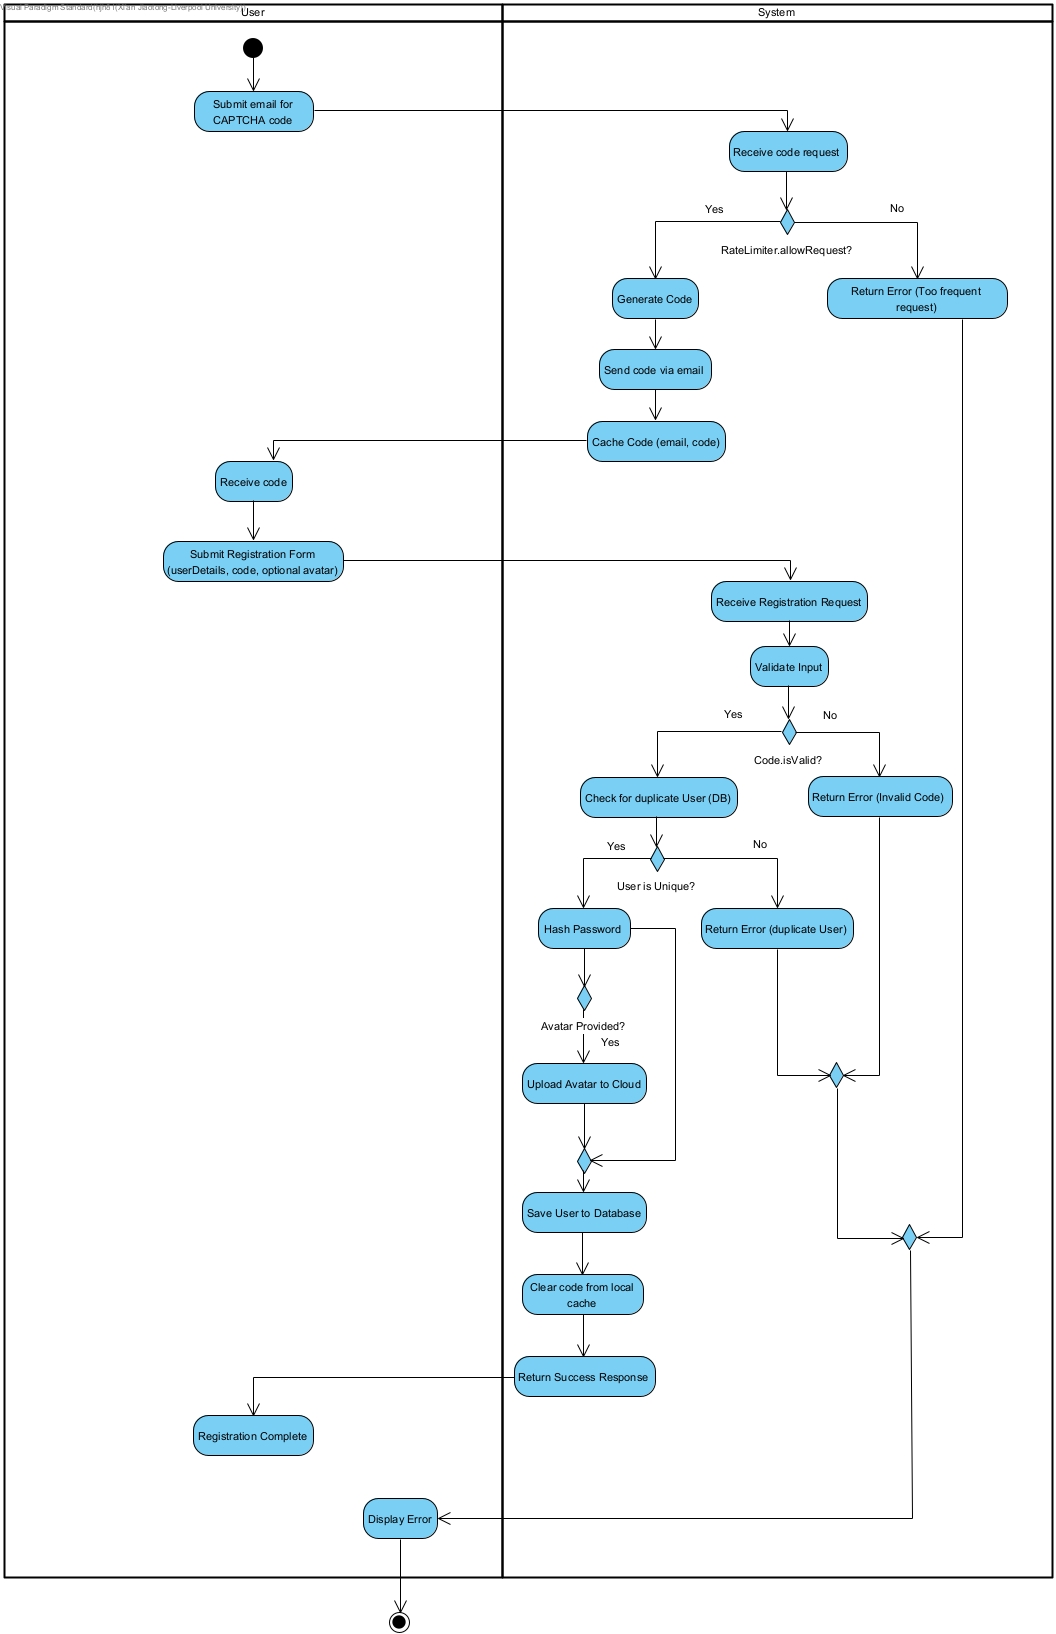 Visual Paradigm Standard(njhs1(Xi'an Jiaotong-Liverpool University))
User
System
Submit email for
CAPTCHA code
Receive code request
Yes
No
RateLimiter.allowRequest?
Generate Code
Return Error (Too frequent
request)
Send code via email
Cache Code (email, code)
Receive code
Submit Registration Form
(userDetails, code, optional avatar)
Receive Registration Request
Validate Input
Yes
No
Code.isValid?
Check for duplicate User (DB)
Return Error (Invalid Code)
Yes
No
User is Unique?
Hash Password
Return Error (duplicate User)
Avatar Provided?
Yes
Upload Avatar to Cloud
Save User to Database
Clear code from local
cache
Return Success Response
Registration Complete
Display Error